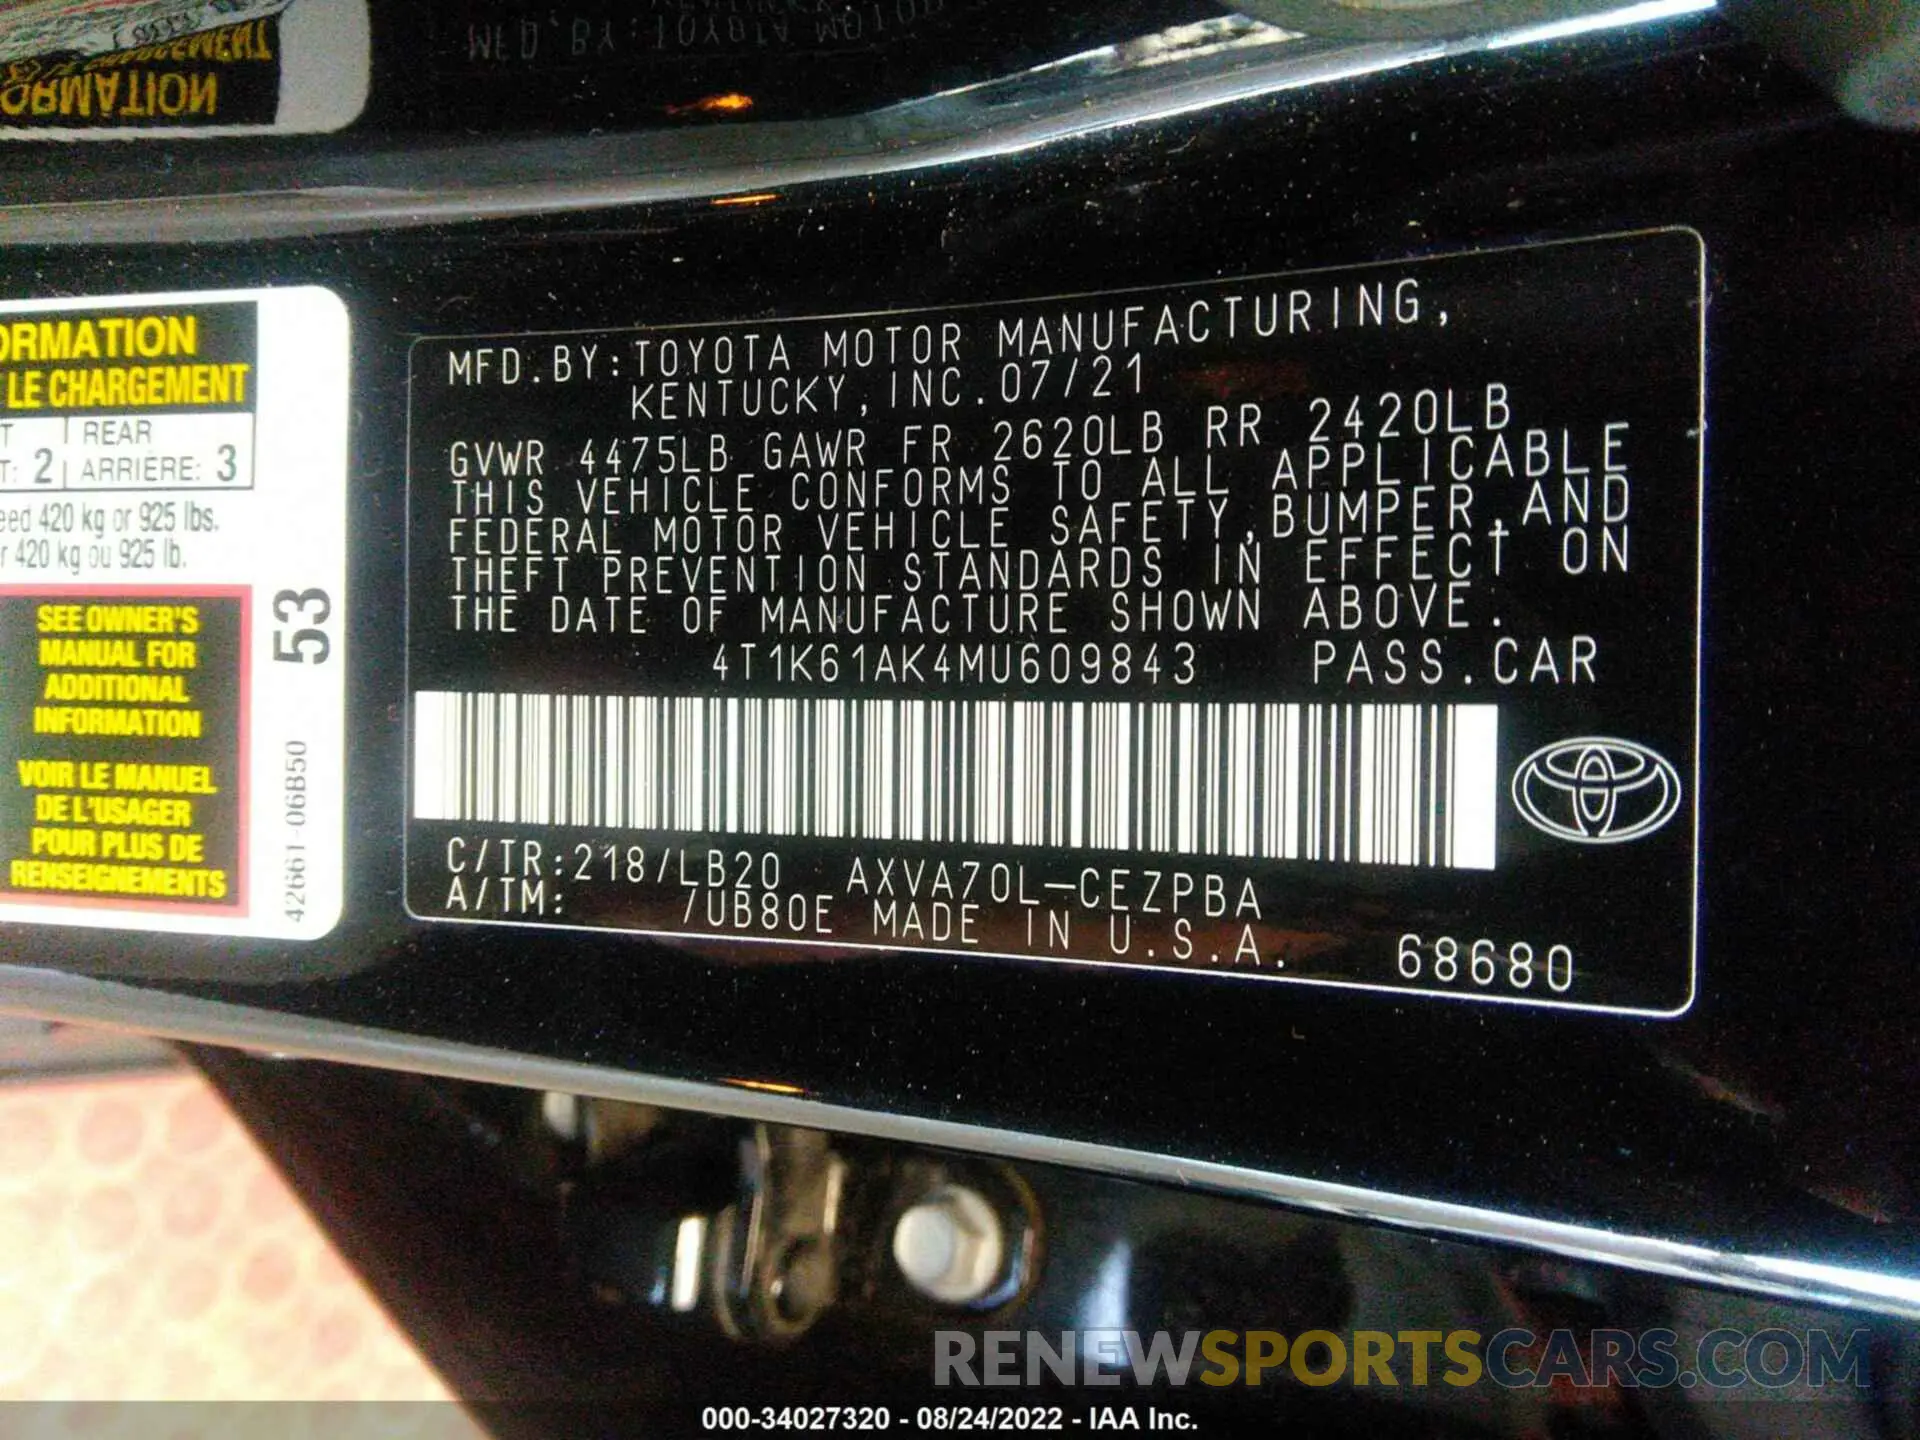 ORMATION
LE CHARGEMENT
T | REAR
T: 2 | ARRIÈRE: 3
eed 420 kg or 925 lbs.
r 420 kg ou 925 lb.
SEE OWNER'S
MANUAL FOR
ADDITIONAL
INFORMATION
VOIR LE MANUEL
DE L'USAGER
POUR PLUS DE
RENSEIGNEMENTS
53
42661-06B50
MFD.BY:TOYOTA MOTOR MANUFACTURING,
KENTUCKY,INC.07/21
GVWR 4475LB GAWR FR 2620LB RR 2420LB
THIS VEHICLE CONFORMS TO ALL APPLICABLE
FEDERAL MOTOR VEHICLE SAFETY,BUMPER,AND
THEFT PREVENTION STANDARDS IN EFFECT ON
THE DATE OF MANUFACTURE SHOWN ABOVE.
4T1K61AK4MU609843 PASS.CAR
C/TR:218/LB20 AXVA70L-CEZPBA
A/TM: /UB80E MADE IN U.S.A.
68680
RENEWSPORTSCARS.COM
000-34027320 - 08/24/2022 - IAA Inc.